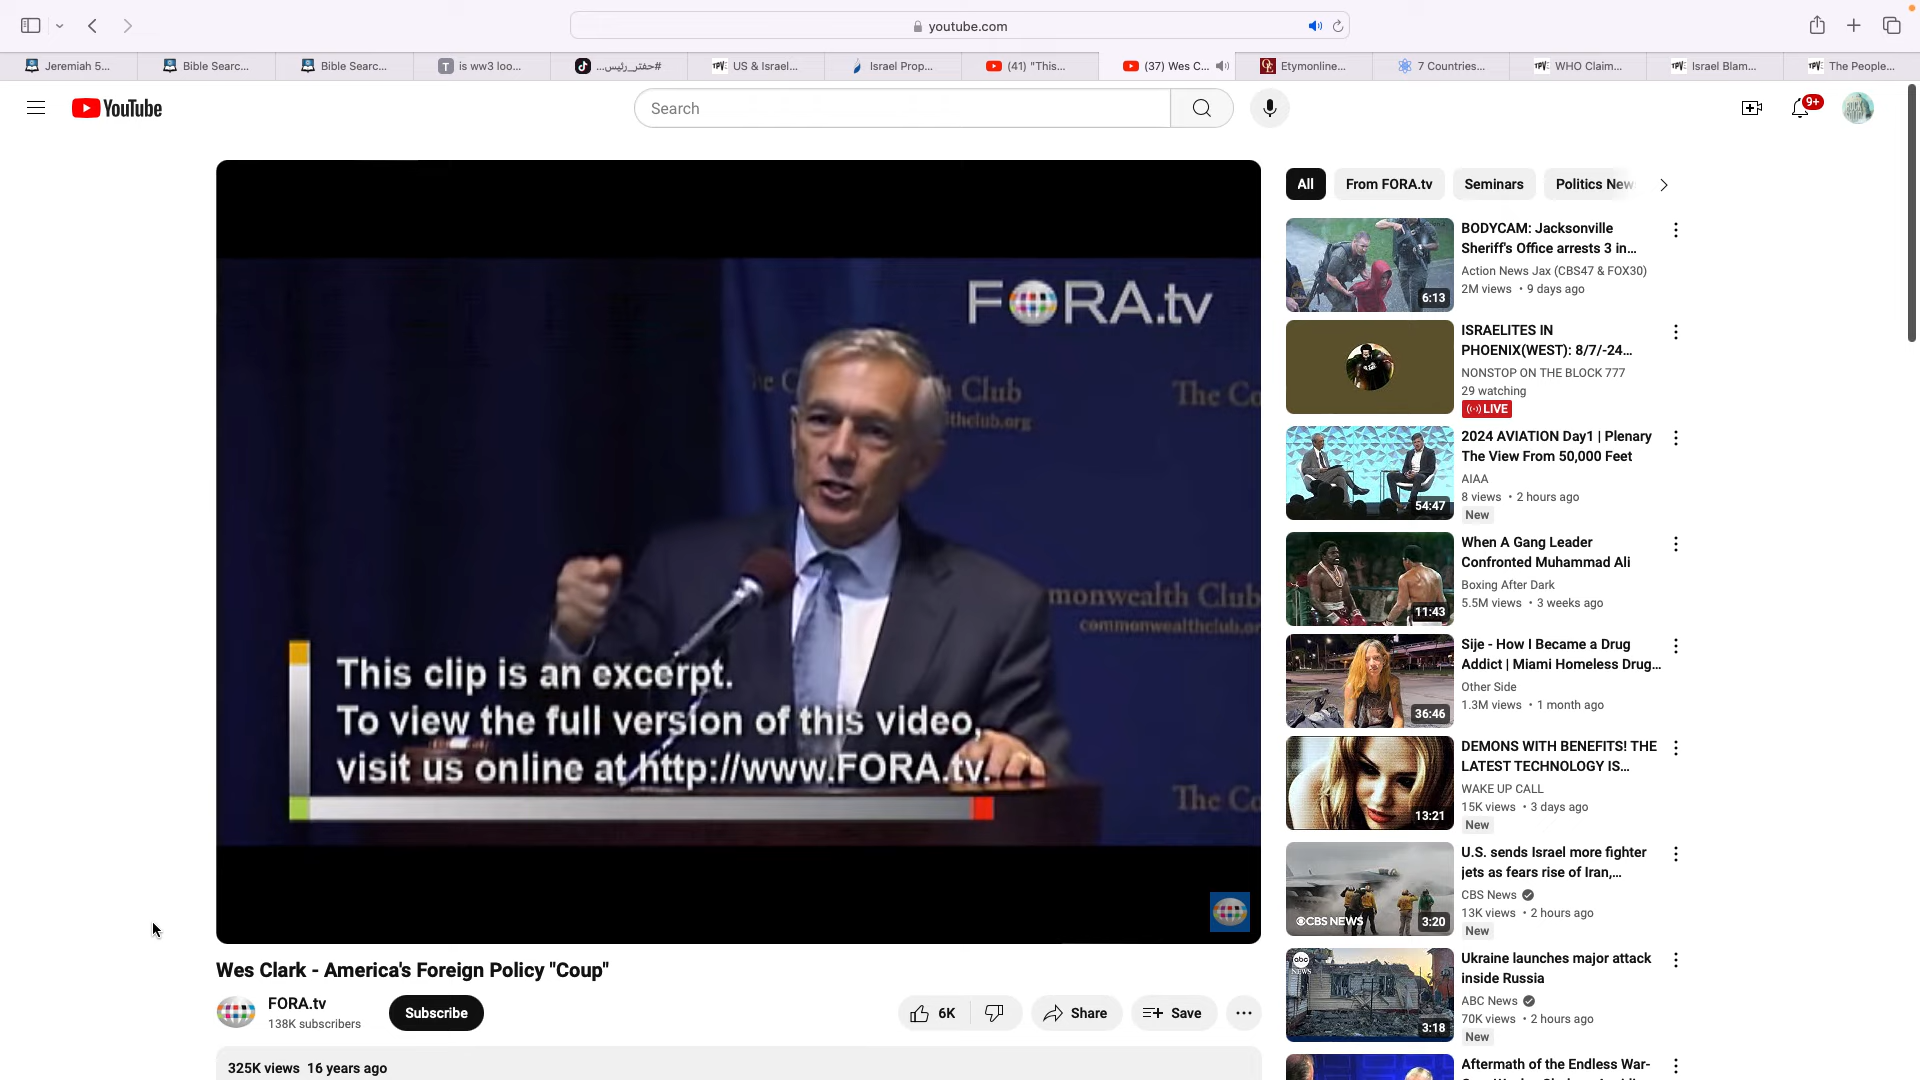 youtube.com
Jeremiah 5...
Bible Searc...
Bible Searc...
is ww3 loo...
#حفتر_رئيس...
US & Israel...
Israel Prop...
(41) "This...
(37) Wes C...
Etymonline...
7 Countries...
WHO Claim...
Israel Blam...
The People...
YouTube
Search
9+
FORA.tv
The Co
Club
monwealth Club
commonwealthclub.or
The Co
This clip is an excerpt.
To view the full version of this video,
visit us online at http://www.FORA.tv.
Wes Clark - America's Foreign Policy "Coup"
FORA.tv
138K subscribers
Subscribe
6K
Share
Save
325K views 16 years ago
All
From FORA.tv
Seminars
Politics New
BODYCAM: Jacksonville
Sheriff's Office arrests 3 in...
Action News Jax (CBS47 & FOX30)
2M views • 9 days ago
6:13
ISRAELITES IN
PHOENIX(WEST): 8/7/-24...
NONSTOP ON THE BLOCK 777
29 watching
LIVE
2024 AVIATION Day1 | Plenary
The View From 50,000 Feet
AIAA
8 views • 2 hours ago
New
54:47
When A Gang Leader
Confronted Muhammad Ali
Boxing After Dark
5.5M views • 3 weeks ago
11:43
Sije - How I Became a Drug
Addict | Miami Homeless Drug...
Other Side
1.3M views • 1 month ago
36:46
DEMONS WITH BENEFITS! THE
LATEST TECHNOLOGY IS...
WAKE UP CALL
15K views • 3 days ago
New
13:21
U.S. sends Israel more fighter
jets as fears rise of Iran,...
CBS News
13K views • 2 hours ago
New
CBS NEWS
3:20
Ukraine launches major attack
inside Russia
ABC News
70K views • 2 hours ago
New
abc
NEWS
3:18
Aftermath of the Endless War-